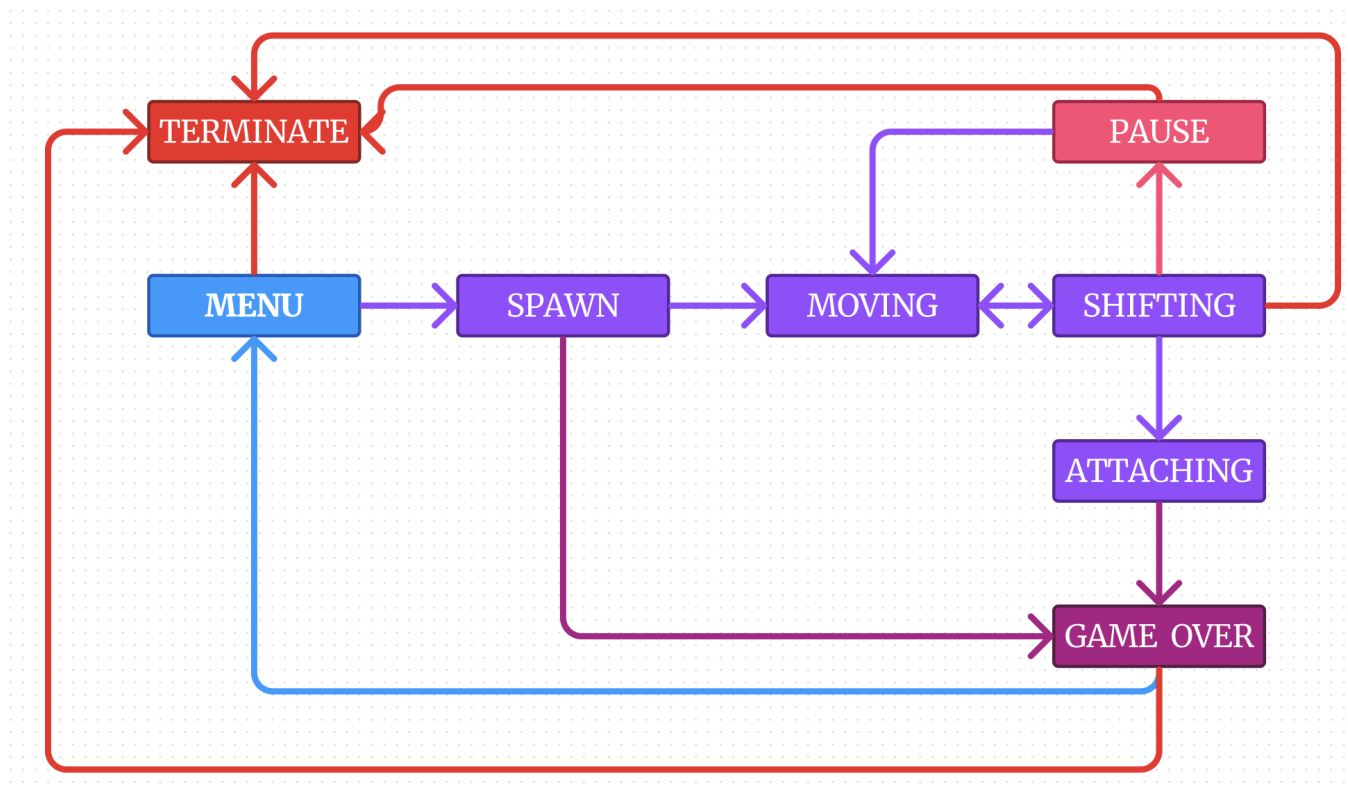 TERMINATE
PAUSE
MENU
SPAWN
MOVING
SHIFTING
ATTACHING
GAME OVER